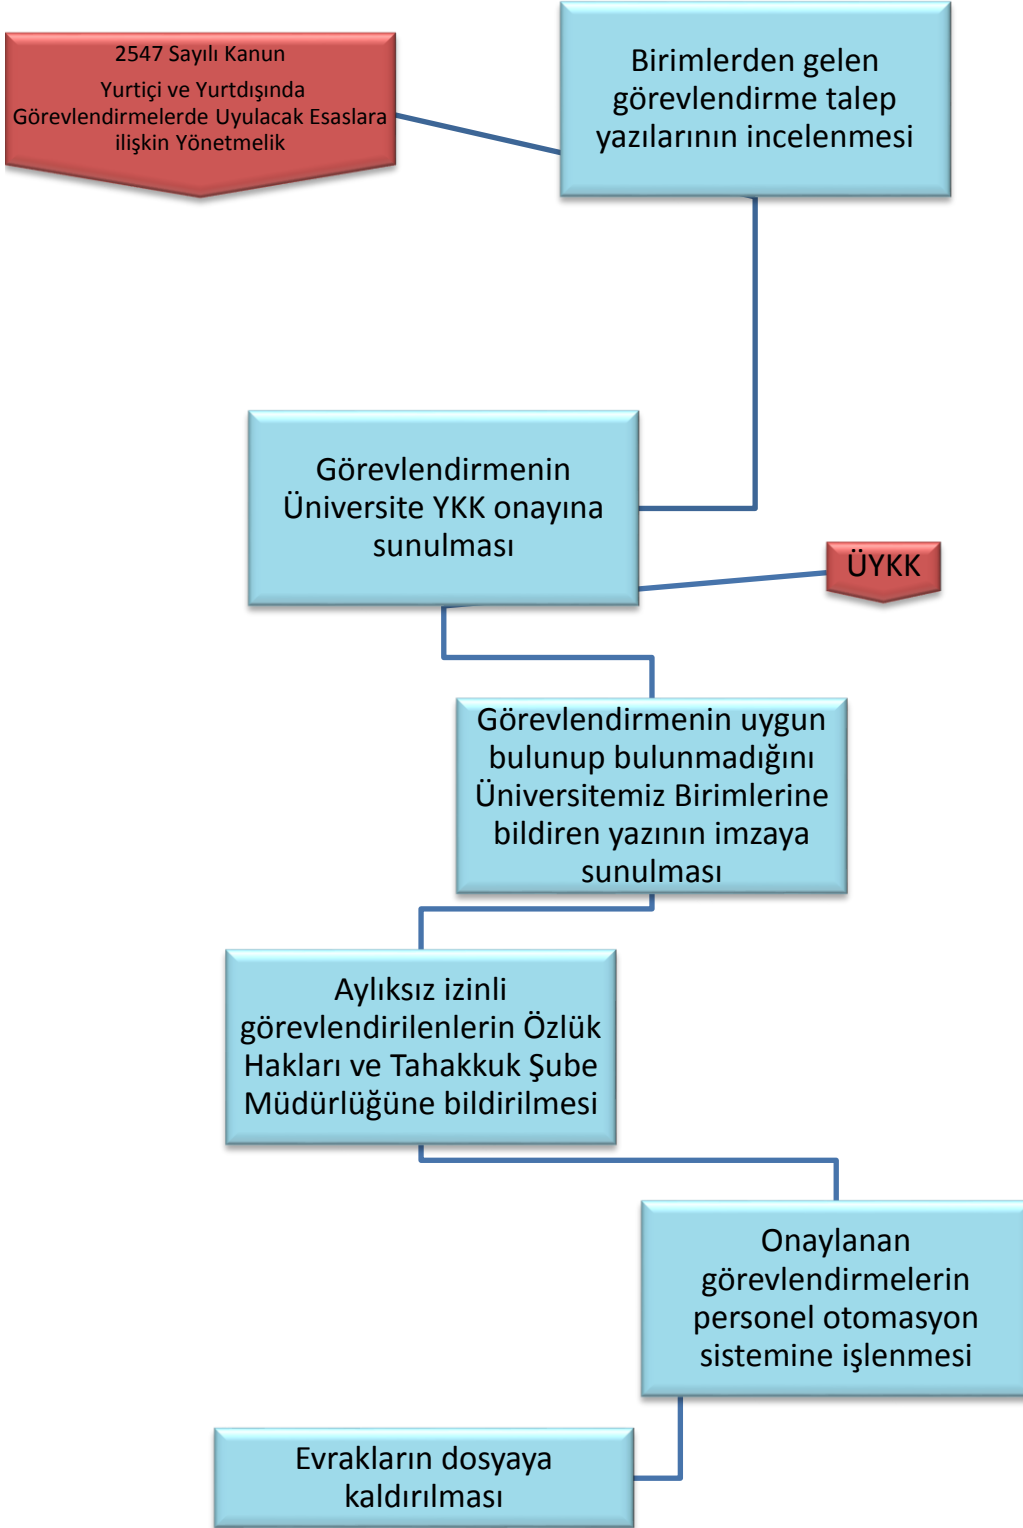 2547 Sayılı Kanun
Yurtiçi ve Yurtdışında
Görevlendirmelerde Uyulacak Esaslara
ilişkin Yönetmelik
Birimlerden gelen
görevlendirme talep
yazılarının incelenmesi
Görevlendirmenin
Üniversite YKK onayına
sunulması
ÜYKK
Görevlendirmenin uygun
bulunup bulunmadığını
Üniversitemiz Birimlerine
bildiren yazının imzaya
sunulması
Aylıksız izinli
görevlendirilenlerin Özlük
Hakları ve Tahakkuk Şube
Müdürlüğüne bildirilmesi
Onaylanan
görevlendirmelerin
personel otomasyon
sistemine işlenmesi
Evrakların dosyaya
kaldırılması